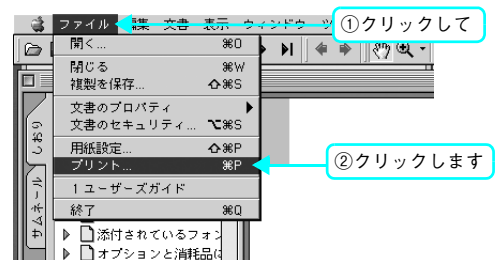 ファイル 編集 文書 表示 ウィンドウ
①クリックして
開く... ⌘O
閉じる ⌘W
複製を保存... ⇧⌘S
文書のプロパティ ▶
文書のセキュリティ... ⌥⌘S
用紙設定... ⇧⌘P
プリント... ⌘P
②クリックします
1 ユーザーズガイド
終了 ⌘Q
しおり
サムネール
添付されているフォン
オプションと消耗品